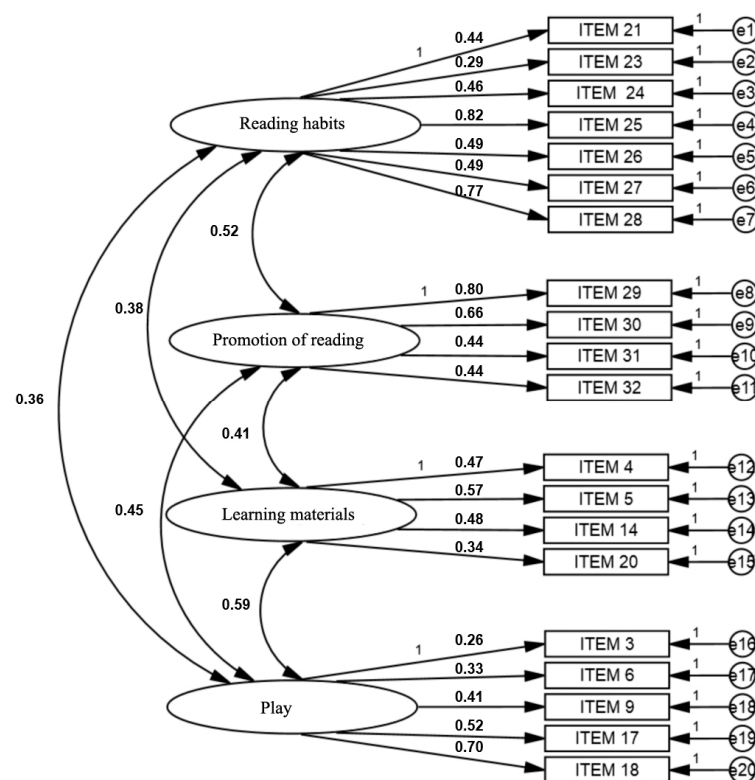 1 0.44 ITEM 21 1 e1
0.29 ITEM 23 1 e2
0.46 ITEM 24 1 e3
Reading habits 0.82 ITEM 25 1 e4
0.49 ITEM 26 1 e5
0.49 ITEM 27 1 e6
0.77 ITEM 28 1 e7
0.52
0.38
0.36
1 0.80 ITEM 29 1 e8
Promotion of reading 0.66 ITEM 30 1 e9
0.44 ITEM 31 1 e10
0.44 ITEM 32 1 e11
0.41
0.45
1 0.47 ITEM 4 1 e12
Learning materials 0.57 ITEM 5 1 e13
0.48 ITEM 14 1 e14
0.34 ITEM 20 1 e15
0.59
1 0.26 ITEM 3 1 e16
0.33 ITEM 6 1 e17
Play 0.41 ITEM 9 1 e18
0.52 ITEM 17 1 e19
0.70 ITEM 18 1 e20